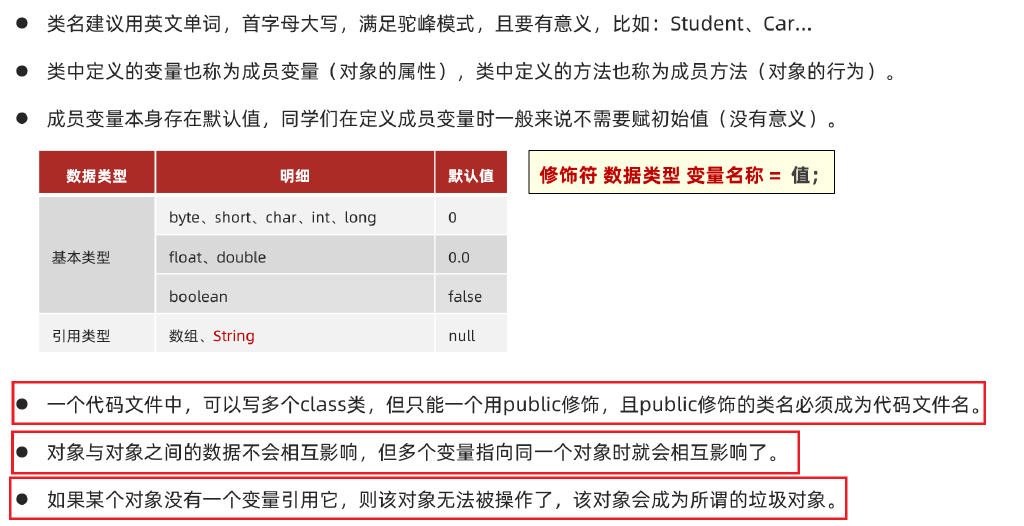 ● 类名建议用英文单词，首字母大写，满足驼峰模式，且要有意义，比如：Student、Car...
● 类中定义的变量也称为成员变量（对象的属性），类中定义的方法也称为成员方法（对象的行为）。
● 成员变量本身存在默认值，同学们在定义成员变量时一般来说不需要赋初始值（没有意义）。
数据类型 明细 默认值
修饰符 数据类型 变量名称 = 值;
byte、short、char、int、long 0
基本类型 float、double 0.0
boolean false
引用类型 数组、String null
● 一个代码文件中，可以写多个class类，但只能一个用public修饰，且public修饰的类名必须成为代码文件名。
● 对象与对象之间的数据不会相互影响，但多个变量指向同一个对象时就会相互影响了。
● 如果某个对象没有一个变量引用它，则该对象无法被操作了，该对象会成为所谓的垃圾对象。